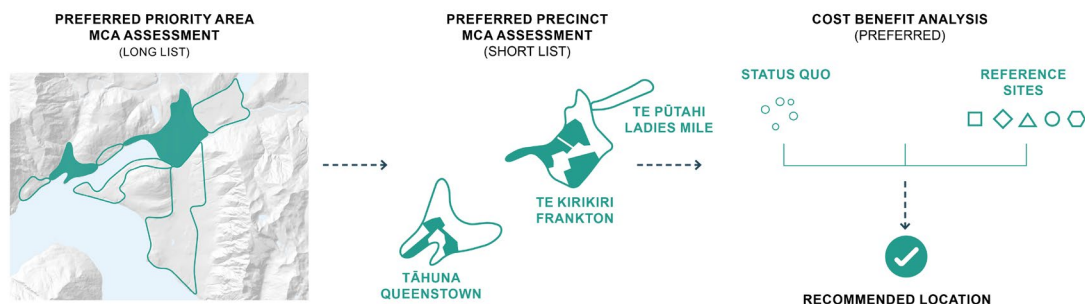 PREFERRED PRIORITY AREA
MCA ASSESSMENT
(LONG LIST)
PREFERRED PRECINCT
MCA ASSESSMENT
(SHORT LIST)
TE PŪTAHI
LADIES MILE
TE KIRIKIRI
FRANKTON
TĀHUNA
QUEENSTOWN
COST BENEFIT ANALYSIS
(PREFERRED)
STATUS QUO
REFERENCE
SITES
RECOMMENDED LOCATION